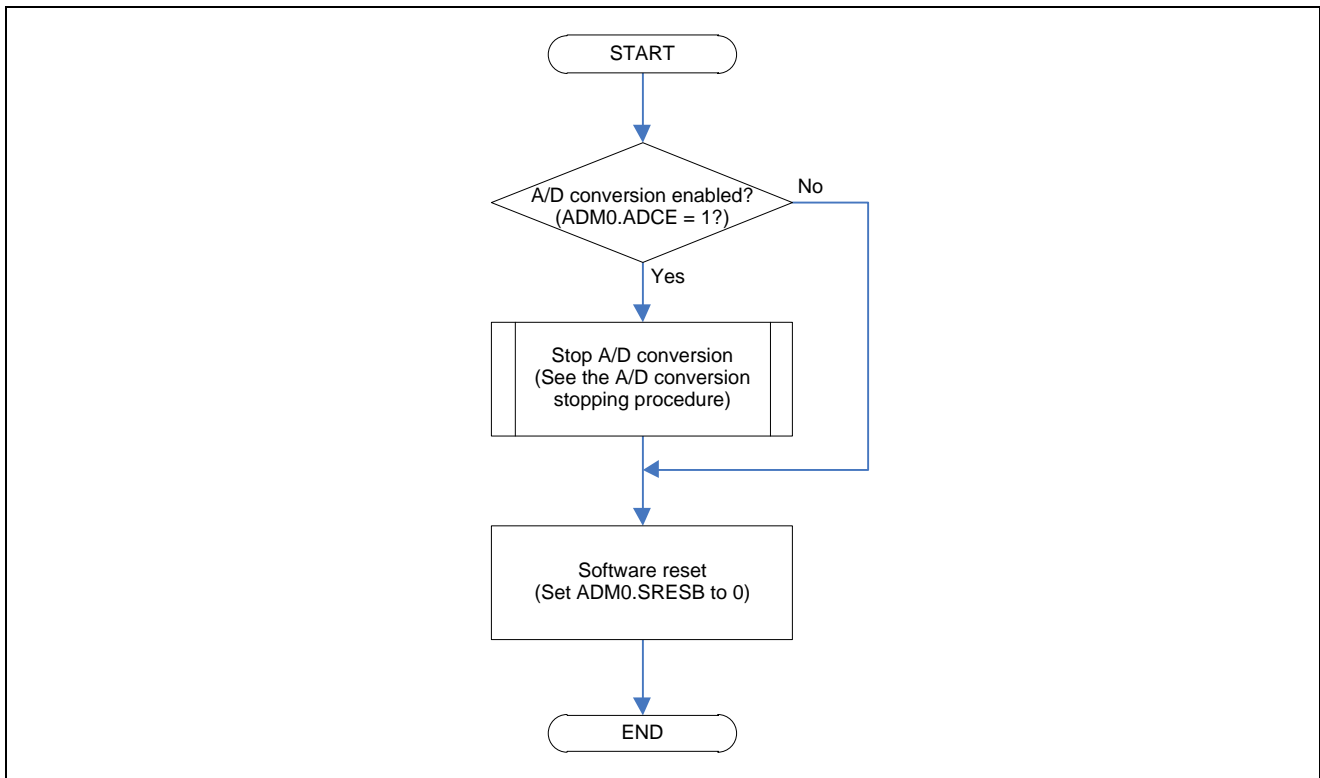 START
A/D conversion enabled?
(ADM0.ADCE = 1?)
No
Yes
Stop A/D conversion
(See the A/D conversion
stopping procedure)
Software reset
(Set ADM0.SRESB to 0)
END